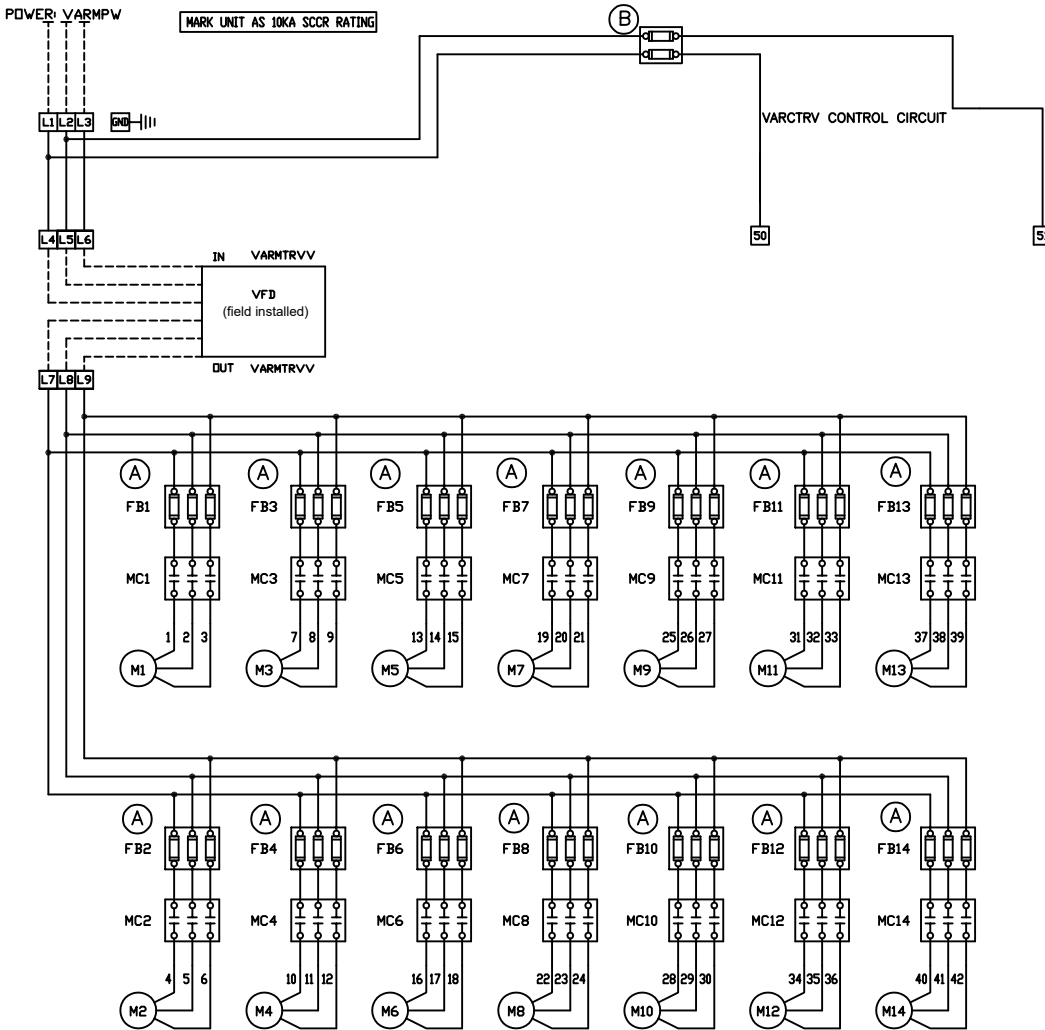 POWER: VARMPW
MARK UNIT AS 10KA SCCR RATING
B
L1 L2 L3 GND
VARCTRV CONTROL CIRCUIT
50
L4 L5 L6
IN VARMTRVV
VFD
(field installed)
OUT VARMTRVV
L7 L8 L9
A A A A A A A
FB1 FB3 FB5 FB7 FB9 FB11 FB13
MC1 MC3 MC5 MC7 MC9 MC11 MC13
1 2 3 7 8 9 13 14 15 19 20 21 25 26 27 31 32 33 37 38 39
M1 M3 M5 M7 M9 M11 M13
A A A A A A A
FB2 FB4 FB6 FB8 FB10 FB12 FB14
MC2 MC4 MC6 MC8 MC10 MC12 MC14
4 5 6 10 11 12 16 17 18 22 23 24 28 29 30 34 35 36 40 41 42
M2 M4 M6 M8 M10 M12 M14